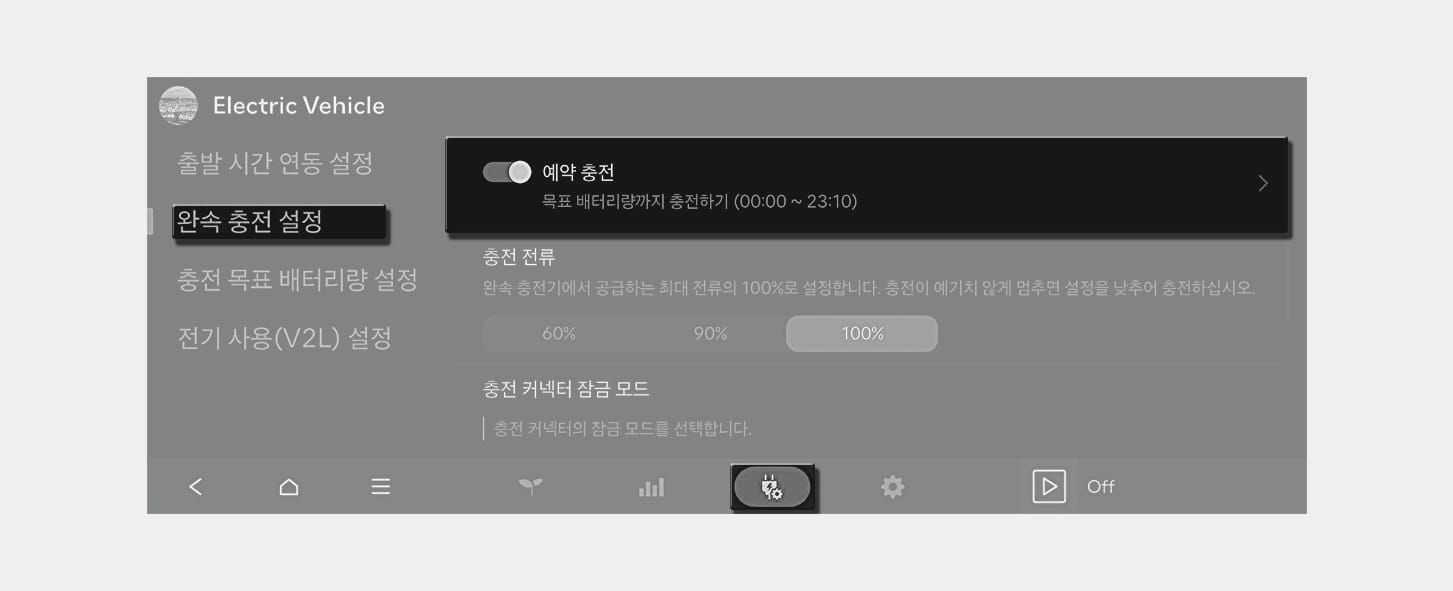 Electric Vehicle
출발 시간 연동 설정
완속 충전 설정
충전 목표 배터리량 설정
전기 사용(V2L) 설정
예약 충전
목표 배터리량까지 충전하기 (00:00 ~ 23:10)
충전 전류
완속 충전기에서 공급하는 최대 전류의 100%로 설정합니다. 충전이 예기치 않게 멈추면 설정을 낮추어 충전하십시오.
60% 90% 100%
충전 커넥터 잠금 모드
충전 커넥터의 잠금 모드를 선택합니다.
Off